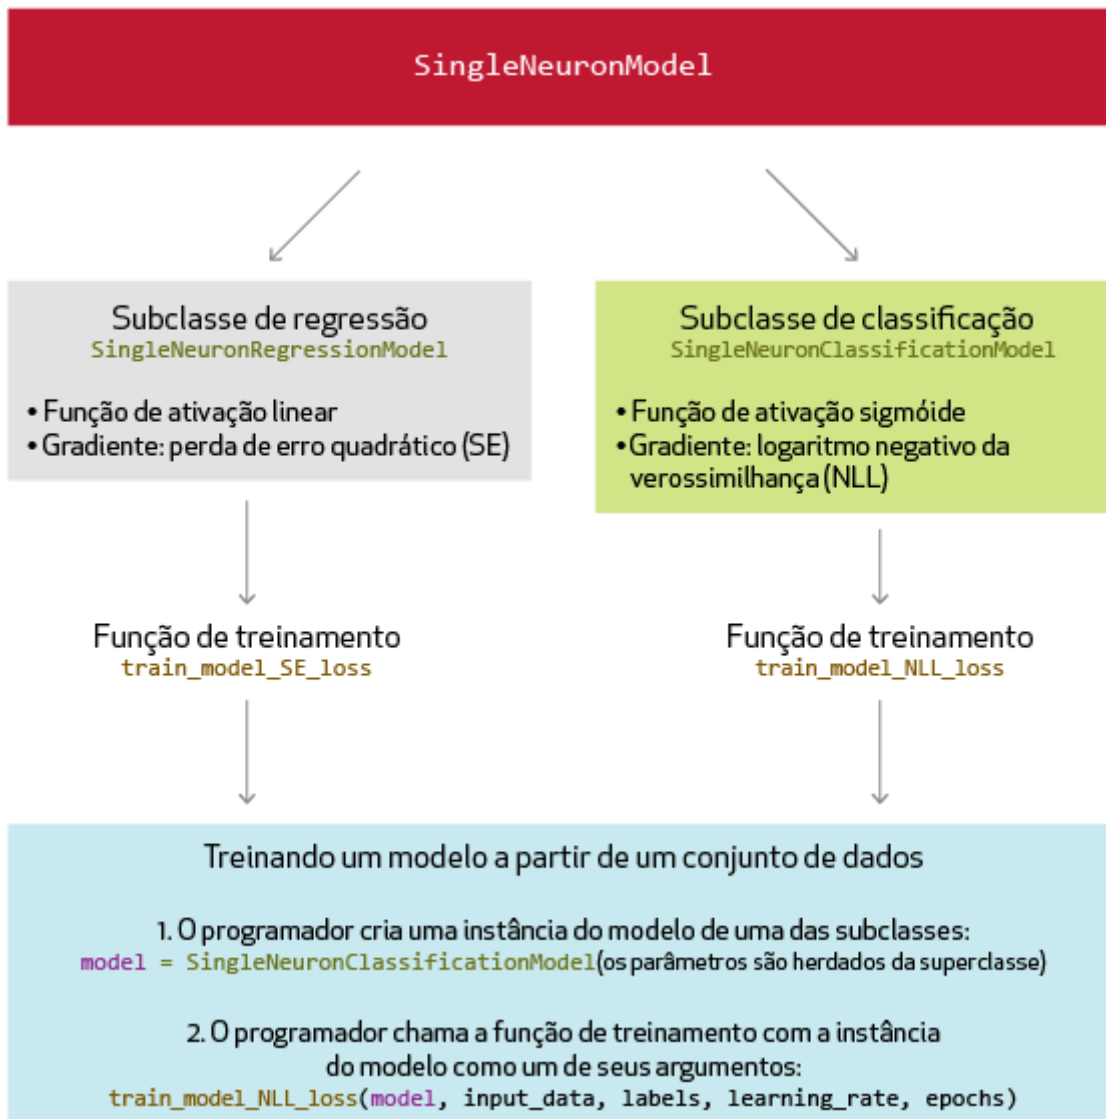 SingleNeuronModel
Subclasse de regressão
SingleNeuronRegressionModel
• Função de ativação linear
• Gradiente: perda de erro quadrático (SE)
Subclasse de classificação
SingleNeuronClassificationModel
• Função de ativação sigmóide
• Gradiente: logaritmo negativo da
verossimilhança (NLL)
Função de treinamento
train_model_SE_loss
Função de treinamento
train_model_NLL_loss
Treinando um modelo a partir de um conjunto de dados
1. O programador cria uma instância do modelo de uma das subclasses:
model = SingleNeuronClassificationModel(os parâmetros são herdados da superclasse)
2. O programador chama a função de treinamento com a instância
do modelo como um de seus argumentos:
train_model_NLL_loss(model, input_data, labels, learning_rate, epochs)